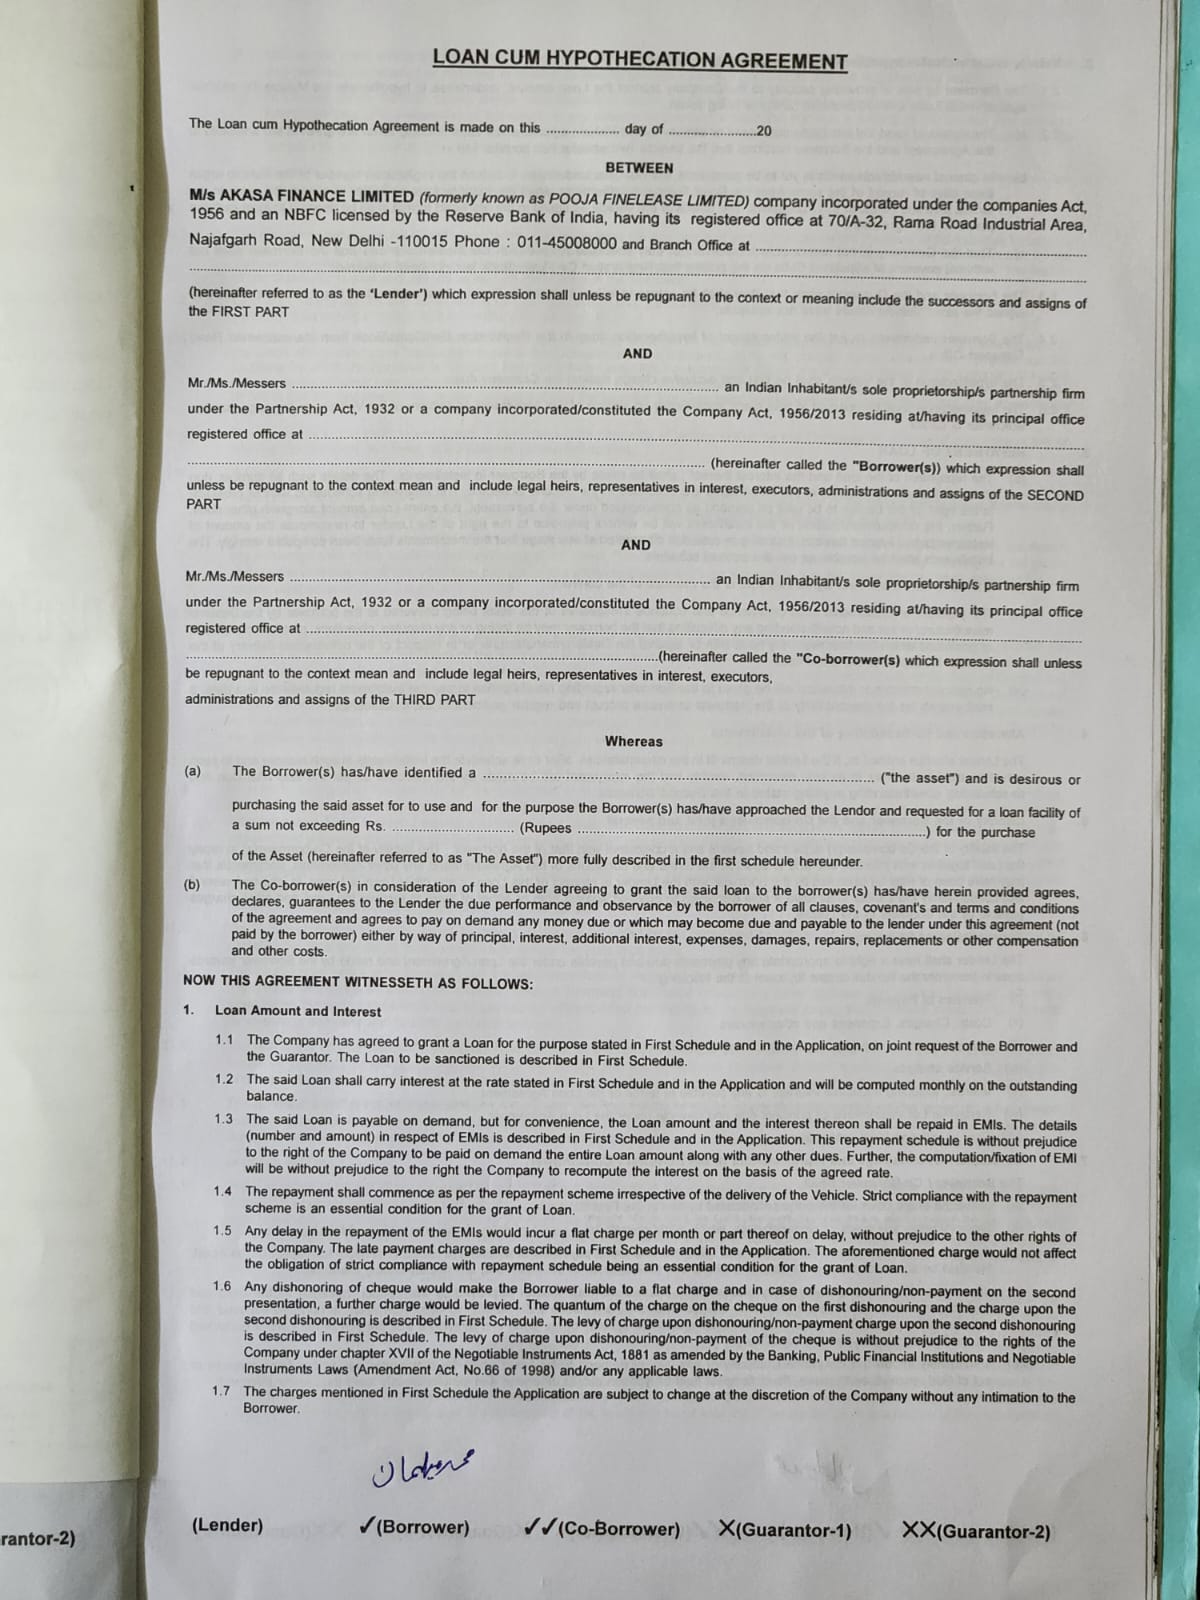 LOAN CUM HYPOTHECATION AGREEMENT
The Loan cum Hypothecation Agreement is made on this ................... day of .......................20
BETWEEN
M/s AKASA FINANCE LIMITED (formerly known as POOJA FINELEASE LIMITED) company incorporated under the companies Act,
1956 and an NBFC licensed by the Reserve Bank of India, having its registered office at 70/A-32, Rama Road Industrial Area,
Najafgarh Road, New Delhi -110015 Phone : 011-45008000 and Branch Office at ..........................................................................
..........................................................................................................................................................
(hereinafter referred to as the ‘Lender’) which expression shall unless be repugnant to the context or meaning include the successors and assigns of
the FIRST PART
AND
Mr./Ms./Messers .......................................................................................................... an Indian Inhabitant/s sole proprietorship/s partnership firm
under the Partnership Act, 1932 or a company incorporated/constituted the Company Act, 1956/2013 residing at/having its principal office
registered office at ..........................................................................................................................................................
.................................................................................................................................. (hereinafter called the "Borrower(s)) which expression shall
unless be repugnant to the context mean and include legal heirs, representatives in interest, executors, administrations and assigns of the SECOND
PART
AND
Mr./Ms./Messers .......................................................................................................... an Indian Inhabitant/s sole proprietorship/s partnership firm
under the Partnership Act, 1932 or a company incorporated/constituted the Company Act, 1956/2013 residing at/having its principal office
registered office at ..........................................................................................................................................................
.......................................................................................................................(hereinafter called the "Co-borrower(s) which expression shall unless
be repugnant to the context mean and include legal heirs, representatives in interest, executors,
administrations and assigns of the THIRD PART
Whereas
(a) The Borrower(s) has/have identified a .................................................................................................. ("the asset") and is desirous or
purchasing the said asset for to use and for the purpose the Borrower(s) has/have approached the Lendor and requested for a loan facility of
a sum not exceeding Rs. ............................... (Rupees .......................................................................................) for the purchase
of the Asset (hereinafter referred to as "The Asset") more fully described in the first schedule hereunder.
(b) The Co-borrower(s) in consideration of the Lender agreeing to grant the said loan to the borrower(s) has/have herein provided agrees,
declares, guarantees to the Lender the due performance and observance by the borrower of all clauses, covenant's and terms and conditions
of the agreement and agrees to pay on demand any money due or which may become due and payable to the lender under this agreement (not
paid by the borrower) either by way of principal, interest, additional interest, expenses, damages, repairs, replacements or other compensation
and other costs.
NOW THIS AGREEMENT WITNESSETH AS FOLLOWS:
1. Loan Amount and Interest
1.1 The Company has agreed to grant a Loan for the purpose stated in First Schedule and in the Application, on joint request of the Borrower and
the Guarantor. The Loan to be sanctioned is described in First Schedule.
1.2 The said Loan shall carry interest at the rate stated in First Schedule and in the Application and will be computed monthly on the outstanding
balance.
1.3 The said Loan is payable on demand, but for convenience, the Loan amount and the interest thereon shall be repaid in EMIs. The details
(number and amount) in respect of EMIs is described in First Schedule and in the Application. This repayment schedule is without prejudice
to the right of the Company to be paid on demand the entire Loan amount along with any other dues. Further, the computation/fixation of EMI
will be without prejudice to the right the Company to recompute the interest on the basis of the agreed rate.
1.4 The repayment shall commence as per the repayment scheme irrespective of the delivery of the Vehicle. Strict compliance with the repayment
scheme is an essential condition for the grant of Loan.
1.5 Any delay in the repayment of the EMIs would incur a flat charge per month or part thereof on delay, without prejudice to the other rights of
the Company. The late payment charges are described in First Schedule and in the Application. The aforementioned charge would not affect
the obligation of strict compliance with repayment schedule being an essential condition for the grant of Loan.
1.6 Any dishonoring of cheque would make the Borrower liable to a flat charge and in case of dishonouring/non-payment on the second
presentation, a further charge would be levied. The quantum of the charge on the cheque on the first dishonouring and the charge upon the
second dishonouring is described in First Schedule. The levy of charge upon dishonouring/non-payment charge upon the second dishonouring
is described in First Schedule. The levy of charge upon dishonouring/non-payment of the cheque is without prejudice to the rights of the
Company under chapter XVII of the Negotiable Instruments Act, 1881 as amended by the Banking, Public Financial Institutions and Negotiable
Instruments Laws (Amendment Act, No.66 of 1998) and/or any applicable laws.
1.7 The charges mentioned in First Schedule the Application are subject to change at the discretion of the Company without any intimation to the
Borrower.
(Lender) ✓(Borrower) ✓✓(Co-Borrower) X(Guarantor-1) XX(Guarantor-2)
rantor-2)